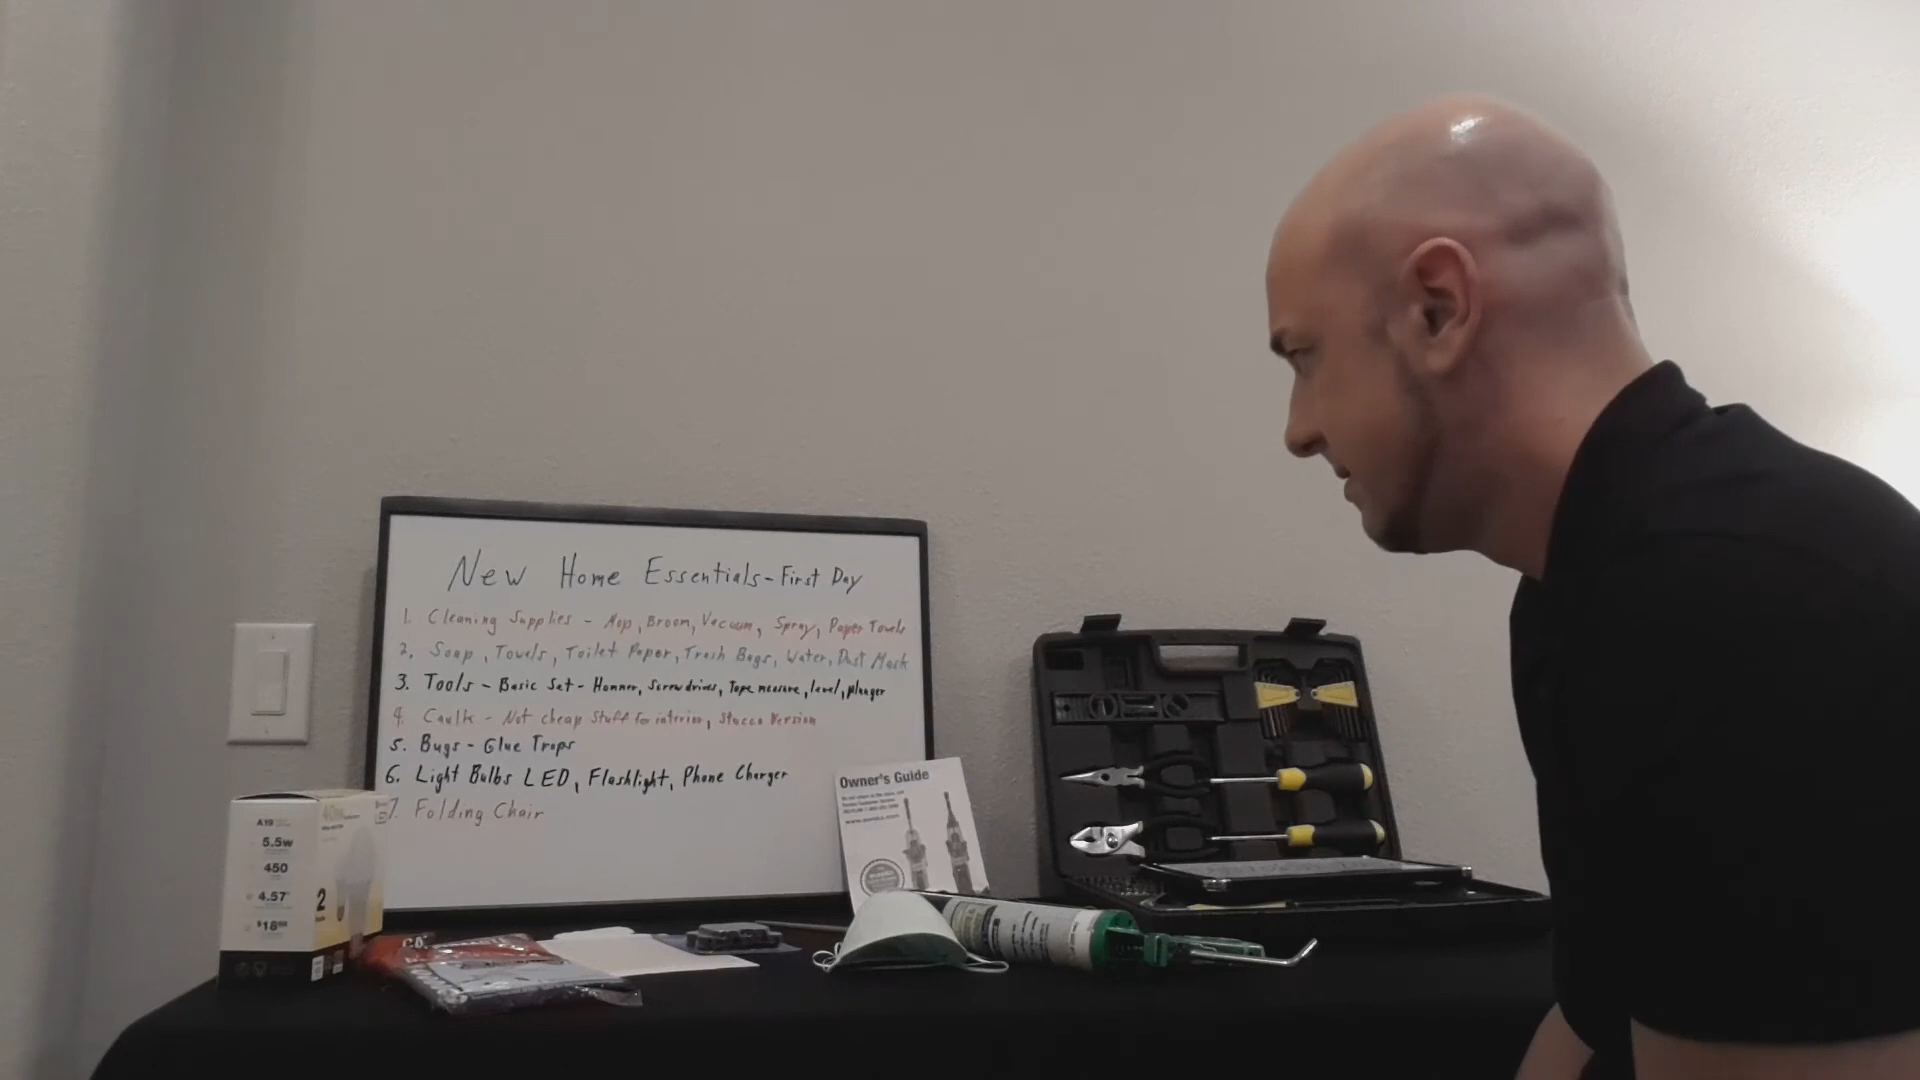 New Home Essentials - First Day
1. Cleaning Supplies - Mop, Broom, Vacuum, Spray, Paper Towels
2. Soap, Towels, Toilet Paper, Trash Bags, Water, Dust Mask
3. Tools - Basic Set - Hammer, Screwdrives, Tape measure, level, plunger
4. Caulk - Not cheap stuff for interior, Stucco Version
5. Bugs - Glue Traps
6. Light Bulbs LED, Flashlight, Phone Charger
7. Folding Chair
Owner's Guide
A19
5.5w
450
4.57
2